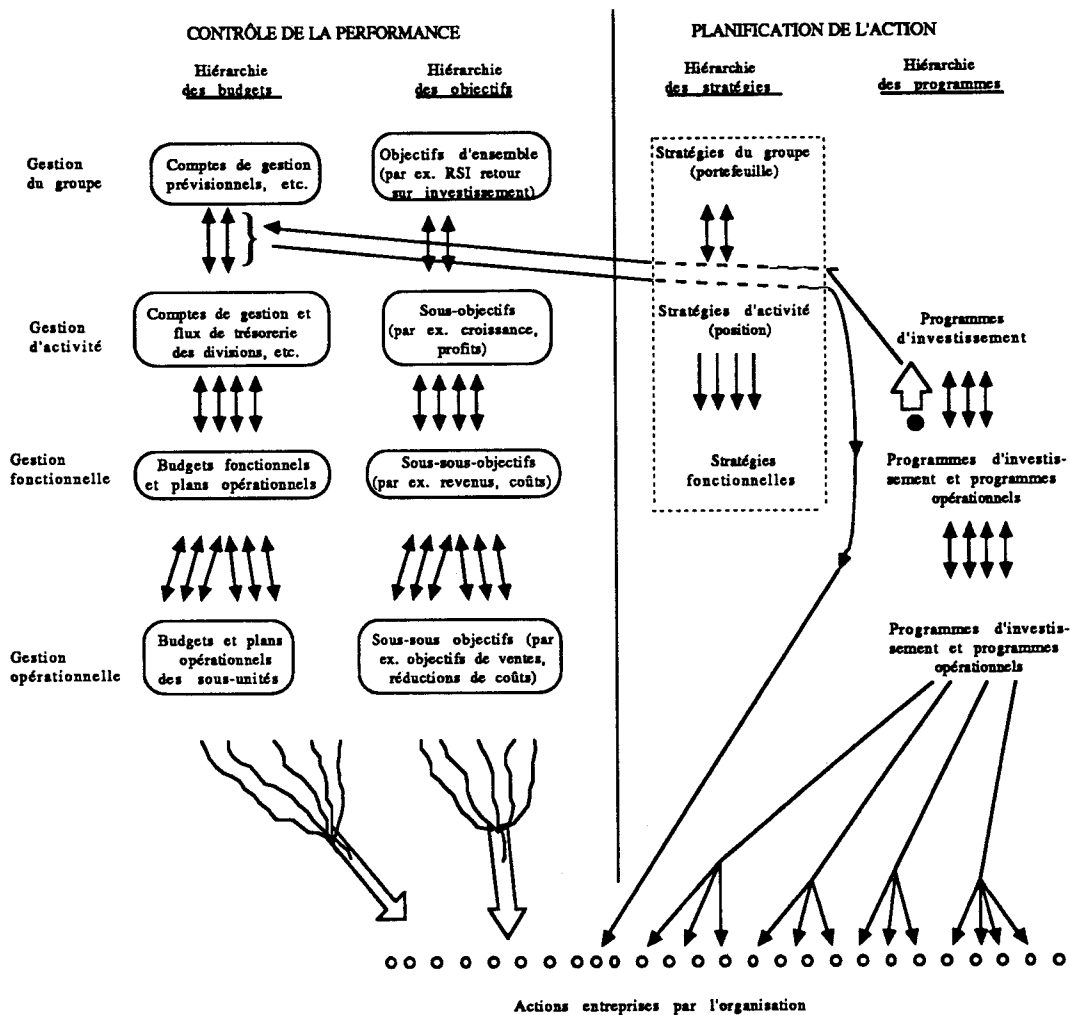 CONTRÔLE DE LA PERFORMANCE
PLANIFICATION DE L'ACTION
Hiérarchie
des budgets
Hiérarchie
des objectifs
Hiérarchie
des stratégies
Hiérarchie
des programmes
Gestion
du groupe
Comptes de gestion
prévisionnels, etc.
Objectifs d'ensemble
(par ex. RSI retour
sur investissement)
Stratégies du groupe
(portefeuille)
Gestion
d'activité
Comptes de gestion et
flux de trésorerie
des divisions, etc.
Sous-objectifs
(par ex. croissance,
profits)
Stratégies d'activité
(position)
Programmes
d'investissement
Gestion
fonctionnelle
Budgets fonctionnels
et plans opérationnels
Sous-sous-objectifs
(par ex. revenus, coûts)
Stratégies
fonctionnelles
Programmes d'investis-
sement et programmes
opérationnels
Gestion
opérationnelle
Budgets et plans
opérationnels
des sous-unités
Sous-sous objectifs (par
ex. objectifs de ventes,
réductions de coûts)
Programmes d'investis-
sement et programmes
opérationnels
Actions entreprises par l'organisation